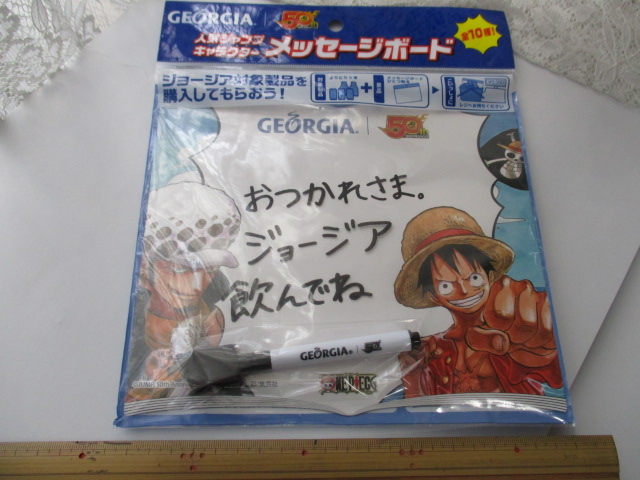 GEORGIA 50th
人気ジャンプ
キャラクター メッセージボード
全10種!
ジョージア対象製品を
購入してもらおう!
GEORGIA 50th
おつかれさま。
ジョージア
飲んでね
GEORGIA 50th
ONE PIECE